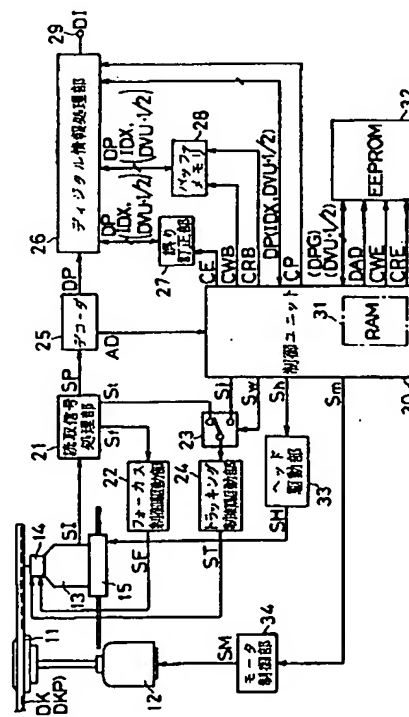 29
DI
26
ディジタル情報処理部
DP
DP
(IDX,
DVU·1/2)
DP
(IDX,
DVU·1/2)
28
バッファ
メモリ
27
誤り
訂正部
25
デコーダ
SP
AD
CE
CWB
CRB
DP(IDX,DVU·1/2)
CP
(DPG)
(DVU·1/2)
DAD
CWE
CRE
32
EEPROM
31
RAM
制御ユニット
30
21
読取信号
処理部
St
Sf
SI
22
フォーカス
制御駆動部
23
24
トラッキング
制御駆動部
Sj
Sw
Sh
Sm
SF
ST
SH
33
ヘッド
駆動部
34
モータ
制御部
SM
14
13
15
11
12
DK
DKP)